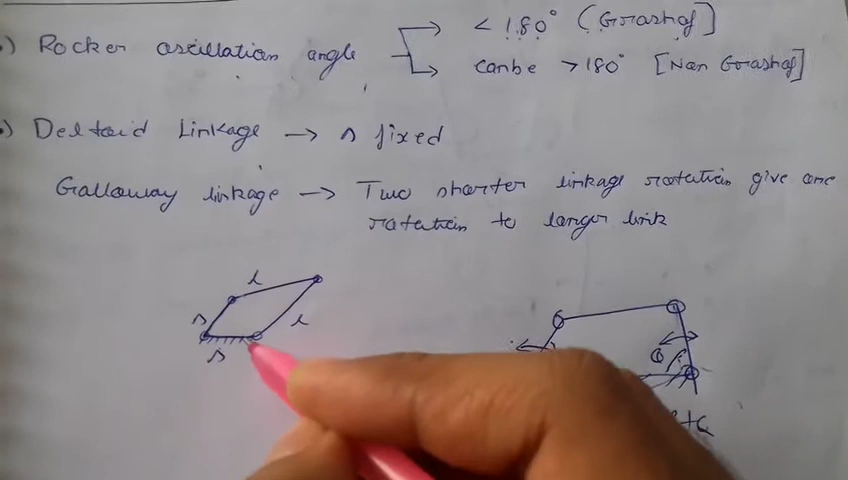 •) Rocker oscillation angle
→ < 180° (Grashof]
→ canbe > 180° [Non Grashof]
•) Deltoid Linkage → s fixed
Galloway linkage → Two shorter linkage rotation give one
rotation to longer link
l
s
l
s
θ